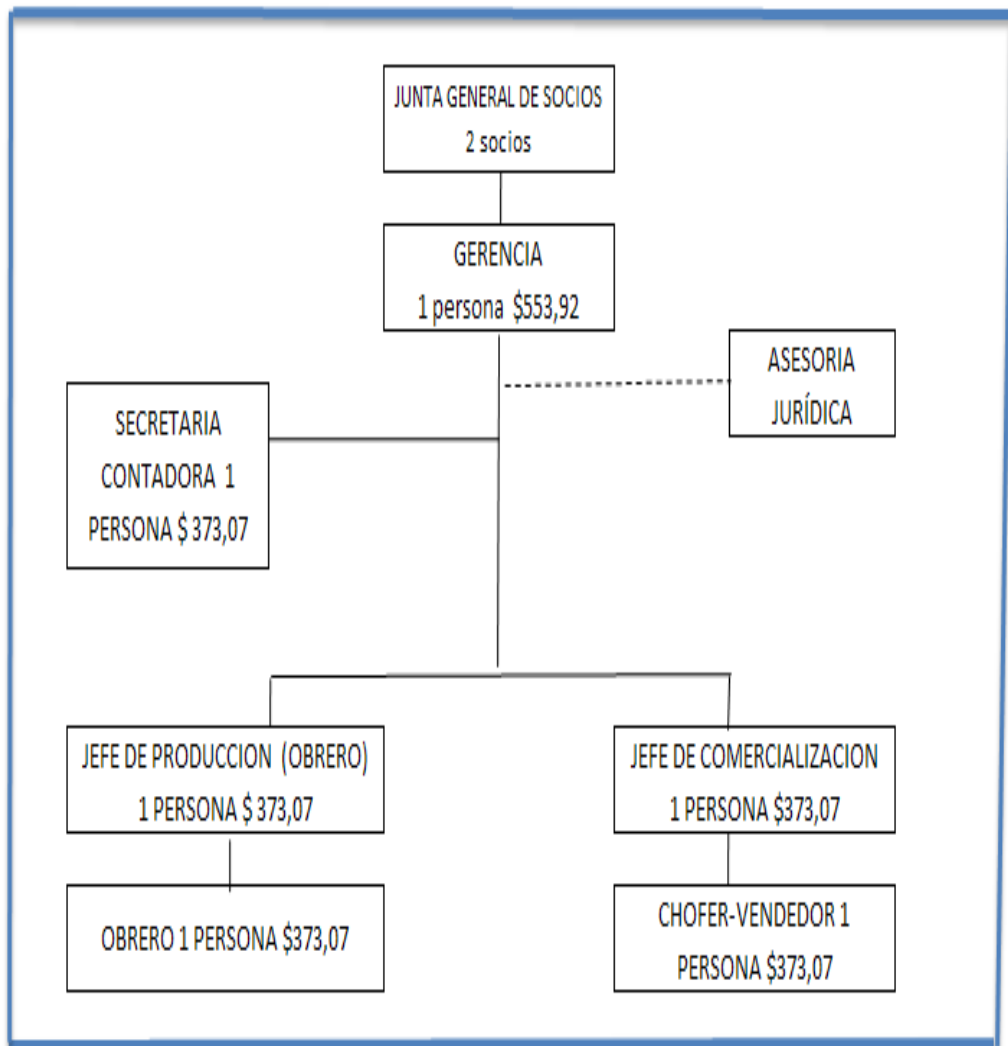 JUNTA GENERAL DE SOCIOS
2 socios
GERENCIA
1 persona $553,92
ASESORIA
JURÍDICA
SECRETARIA
CONTADORA 1
PERSONA $ 373,07
JEFE DE PRODUCCION (OBRERO)
1 PERSONA $ 373,07
JEFE DE COMERCIALIZACION
1 PERSONA $373,07
OBRERO 1 PERSONA $373,07
CHOFER-VENDEDOR 1
PERSONA $373,07